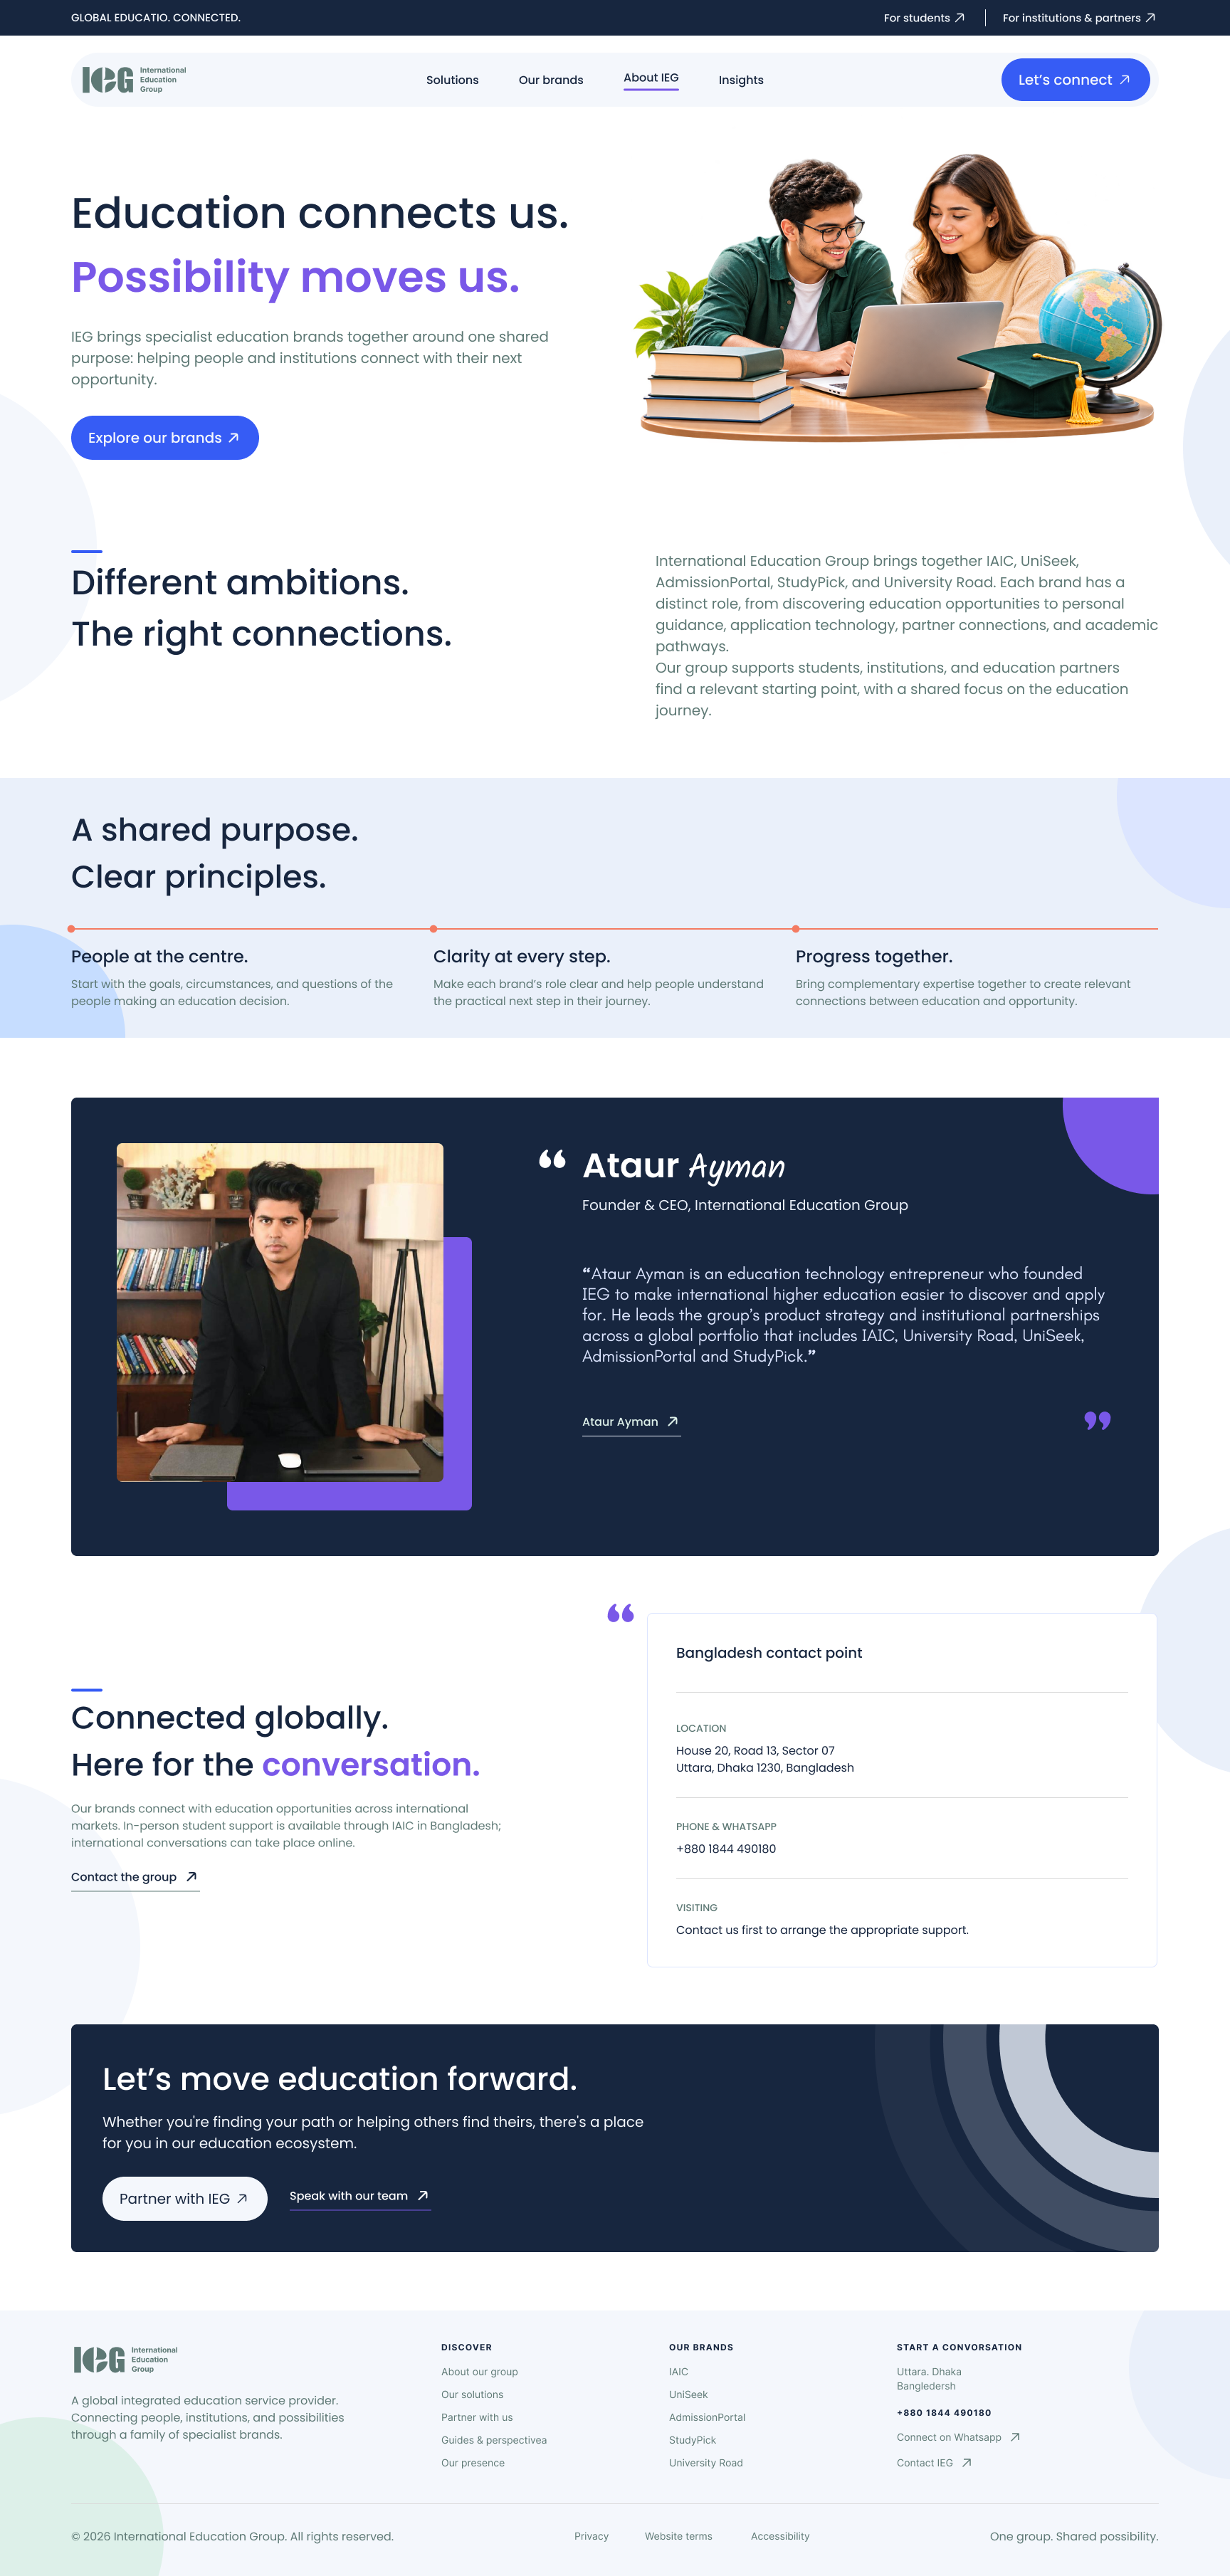 GLOBAL EDUCATIO. CONNECTED.
For students
For institutions & partners
IEG International
Education
Group
Solutions
Our brands
About IEG
Insights
Let’s connect
Education connects us.
Possibility moves us.
IEG brings specialist education brands together around one shared
purpose: helping people and institutions connect with their next
opportunity.
Explore our brands
Different ambitions.
The right connections.
International Education Group brings together IAIC, UniSeek,
AdmissionPortal, StudyPick, and University Road. Each brand has a
distinct role, from discovering education opportunities to personal
guidance, application technology, partner connections, and academic
pathways.
Our group supports students, institutions, and education partners
find a relevant starting point, with a shared focus on the education
journey.
A shared purpose.
Clear principles.
People at the centre.
Start with the goals, circumstances, and questions of the
people making an education decision.
Clarity at every step.
Make each brand’s role clear and help people understand
the practical next step in their journey.
Progress together.
Bring complementary expertise together to create relevant
connections between education and opportunity.
“ Ataur Ayman
Founder & CEO, International Education Group
“Ataur Ayman is an education technology entrepreneur who founded
IEG to make international higher education easier to discover and apply
for. He leads the group’s product strategy and institutional partnerships
across a global portfolio that includes IAIC, University Road, UniSeek,
AdmissionPortal and StudyPick.”
Ataur Ayman
”
Connected globally.
Here for the conversation.
Our brands connect with education opportunities across international
markets. In-person student support is available through IAIC in Bangladesh;
international conversations can take place online.
Contact the group
“
Bangladesh contact point
LOCATION
House 20, Road 13, Sector 07
Uttara, Dhaka 1230, Bangladesh
PHONE & WHATSAPP
+880 1844 490180
VISITING
Contact us first to arrange the appropriate support.
Let’s move education forward.
Whether you're finding your path or helping others find theirs, there's a place
for you in our education ecosystem.
Partner with IEG
Speak with our team
IEG International
Education
Group
A global integrated education service provider.
Connecting people, institutions, and possibilities
through a family of specialist brands.
DISCOVER
About our group
Our solutions
Partner with us
Guides & perspectivea
Our presence
OUR BRANDS
IAIC
UniSeek
AdmissionPortal
StudyPick
University Road
START A CONVORSATION
Uttara. Dhaka
Bangledersh
+880 1844 490180
Connect on Whatsapp
Contact IEG
© 2026 International Education Group. All rights reserved.
Privacy
Website terms
Accessibility
One group. Shared possibility.